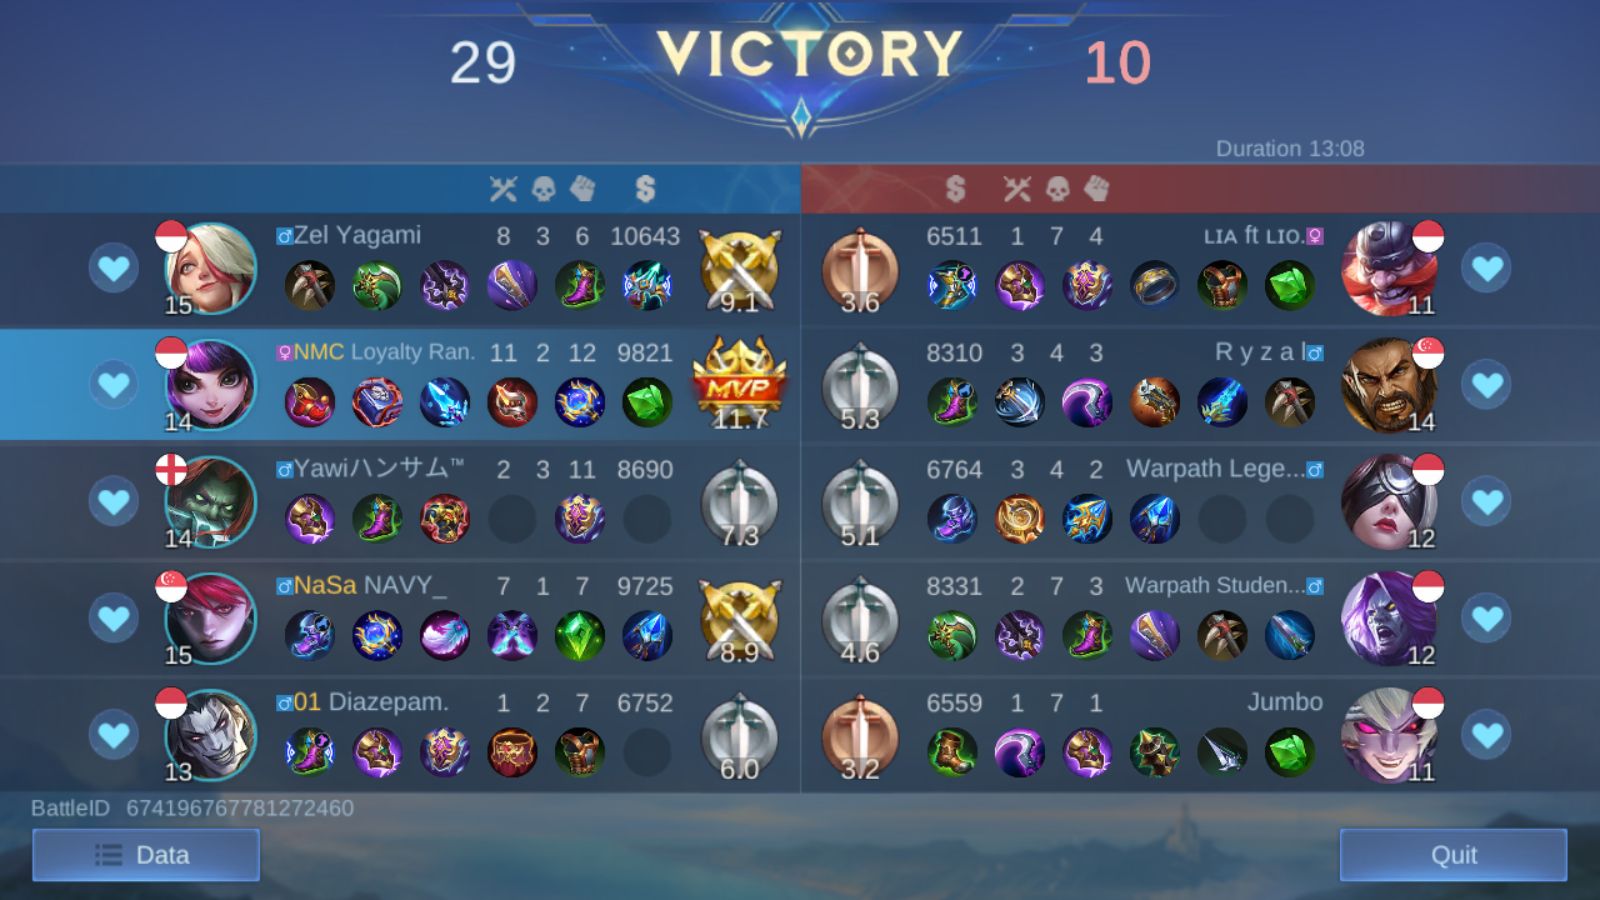 29 VICTORY 10
Duration 13:08
Zel Yagami 8 3 6 10643
15 9.1
6511 1 7 4 LIA ft LIO.
3.6 11
NMC Loyalty Ran. 11 2 12 9821
14 MVP 11.7
8310 3 4 3 R y z a l
5.3 14
Yawiハンサム™ 2 3 11 8690
14 7.3
6764 3 4 2 Warpath Lege...
5.1 12
NaSa NAVY_ 7 1 7 9725
15 8.9
8331 2 7 3 Warpath Studen...
4.6 12
01 Diazepam. 1 2 7 6752
13 6.0
6559 1 7 1 Jumbo
3.2 11
BattleID 674196767781272460
Data
Quit